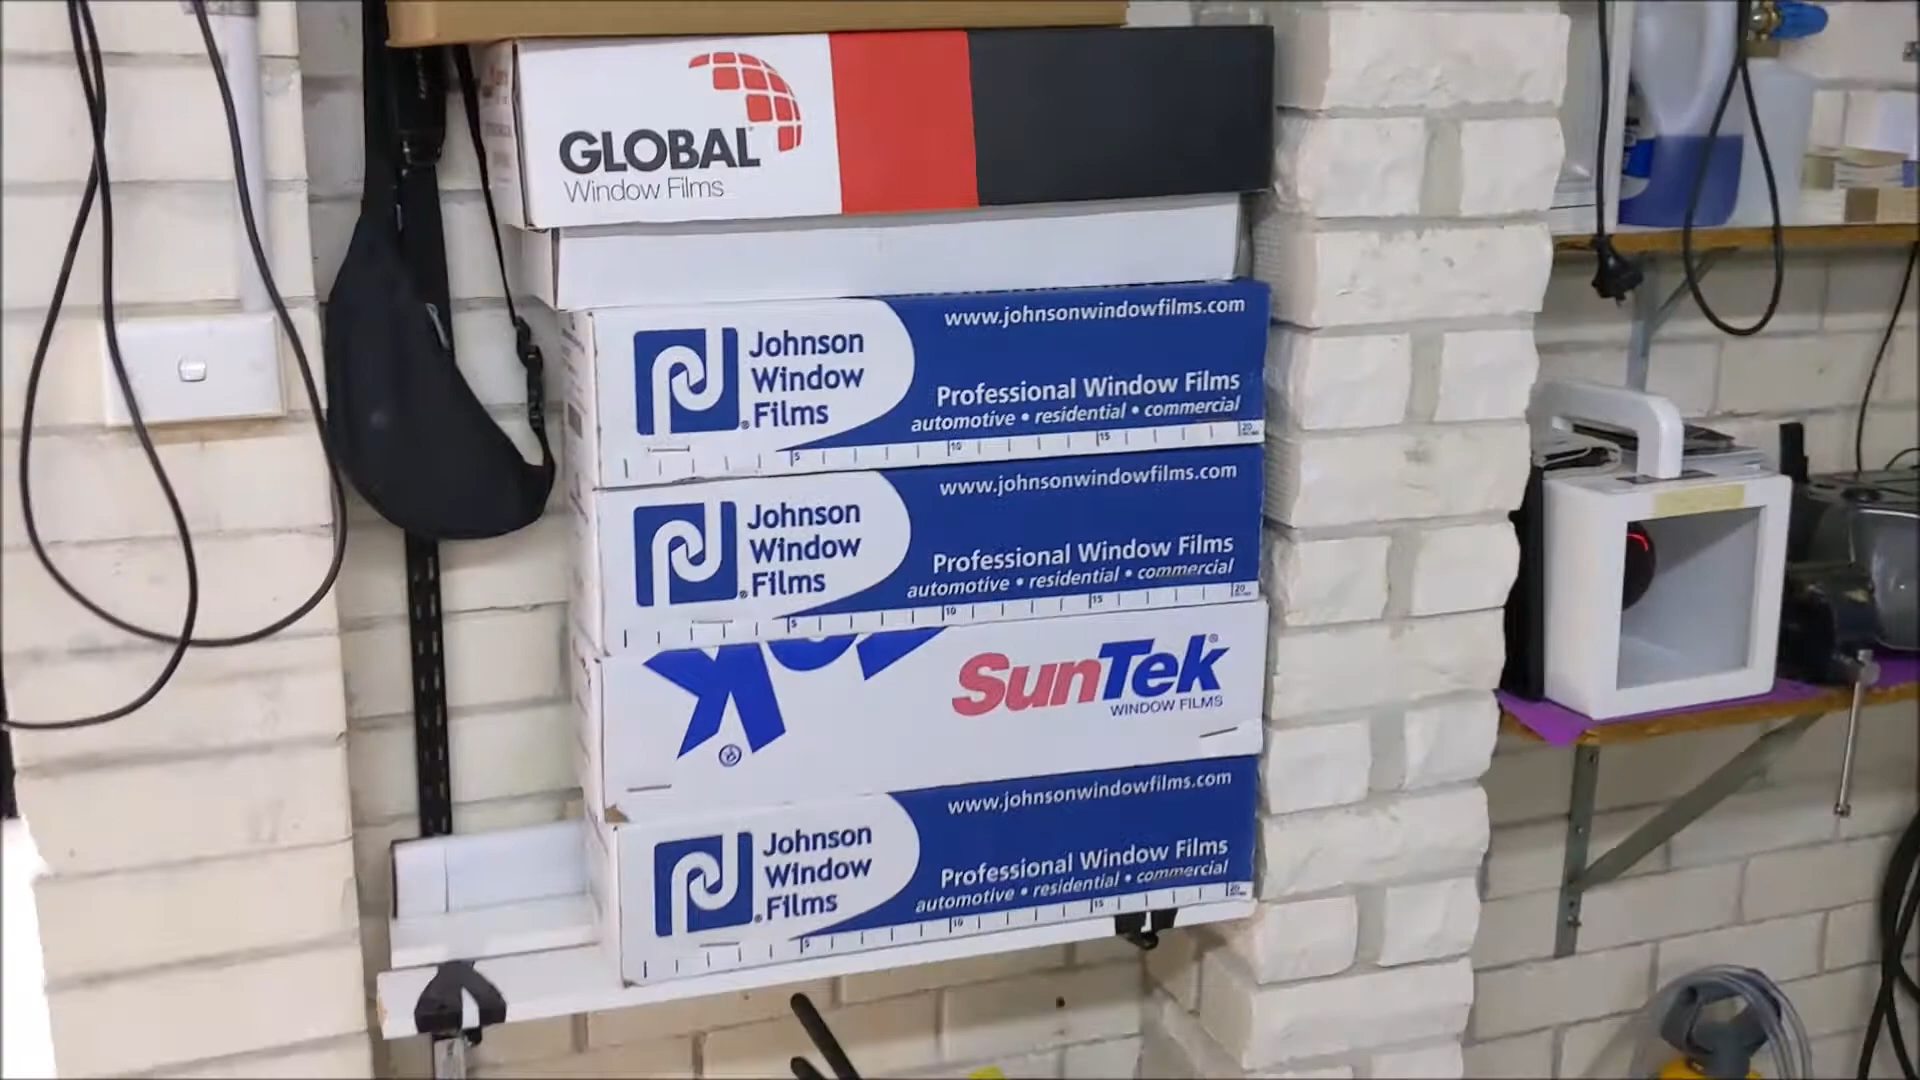 GLOBAL
Window Films
www.johnsonwindowfilms.com
Johnson
Window
Films
Professional Window Films
automotive • residential • commercial
5 10 15 20
www.johnsonwindowfilms.com
Johnson
Window
Films
Professional Window Films
automotive • residential • commercial
5 10 15 20
SunTek®
WINDOW FILMS
www.johnsonwindowfilms.com
Johnson
Window
Films
Professional Window Films
automotive • residential • commercial
5 10 15 20